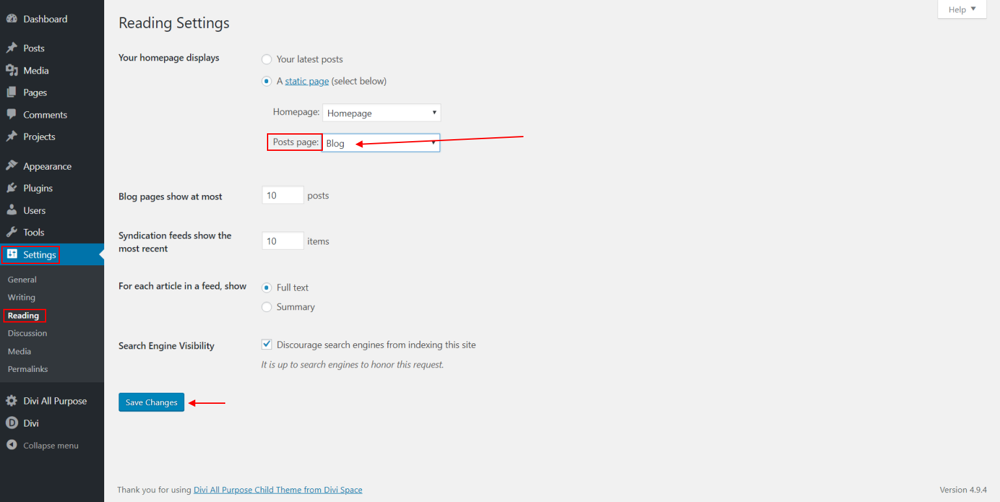 Dashboard
Posts
Media
Pages
Comments
Projects
Appearance
Plugins
Users
Tools
Settings
General
Writing
Reading
Discussion
Media
Permalinks
Divi All Purpose
D Divi
Collapse menu
Help
Reading Settings
Your homepage displays
Your latest posts
A static page (select below)
Homepage: Homepage
Posts page: Blog
Blog pages show at most 10 posts
Syndication feeds show the
most recent
10 items
For each article in a feed, show
Full text
Summary
Search Engine Visibility
Discourage search engines from indexing this site
It is up to search engines to honor this request.
Save Changes
Thank you for using Divi All Purpose Child Theme from Divi Space
Version 4.9.4